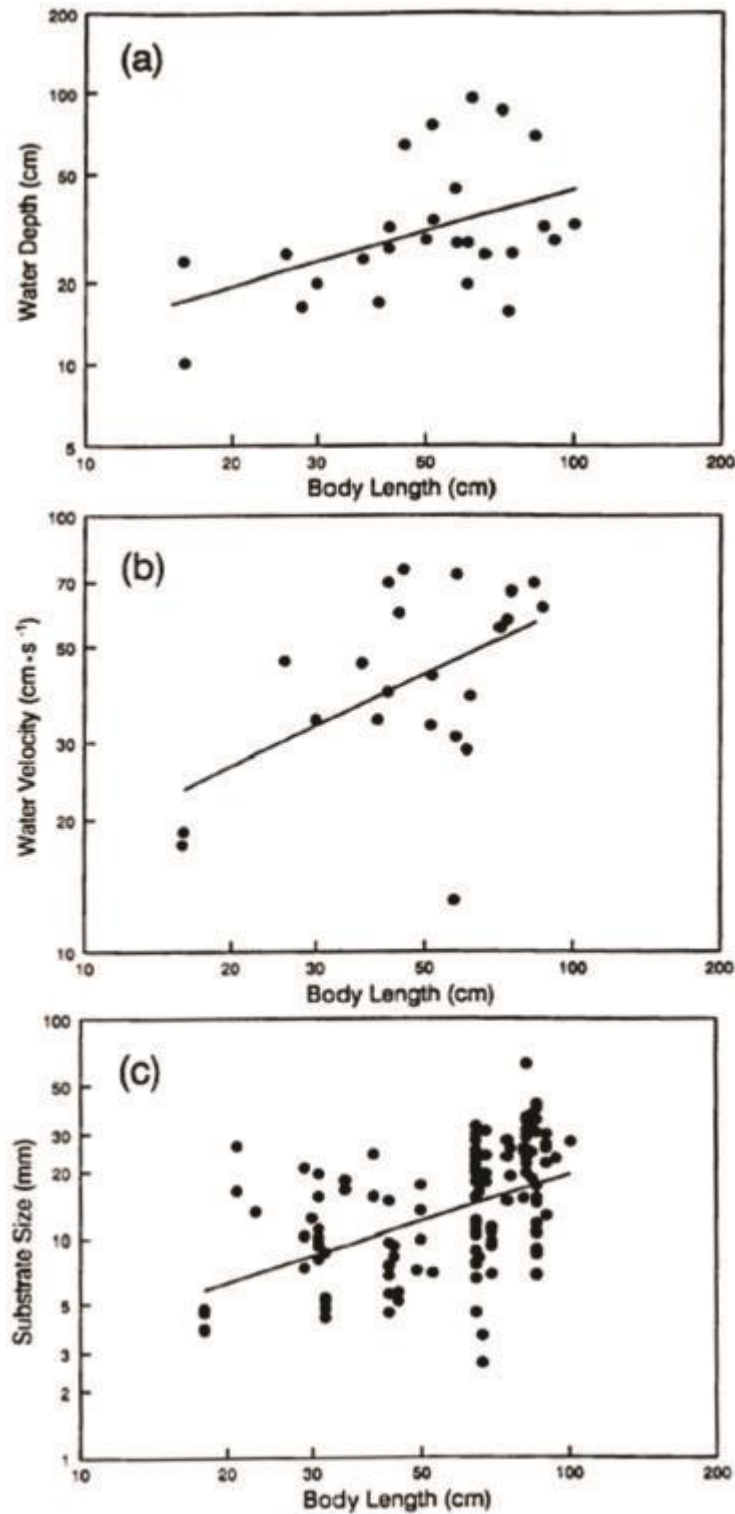 200
(a)
100
50
20
10
5
Water Depth (cm)
10 20 30 50 100 200
Body Length (cm)
100
(b)
70
50
30
20
10
Water Velocity (cm•s⁻¹)
10 20 30 50 100 200
Body Length (cm)
100
(c)
50
30
20
10
5
3
2
1
Substrate Size (mm)
10 20 30 50 100 200
Body Length (cm)